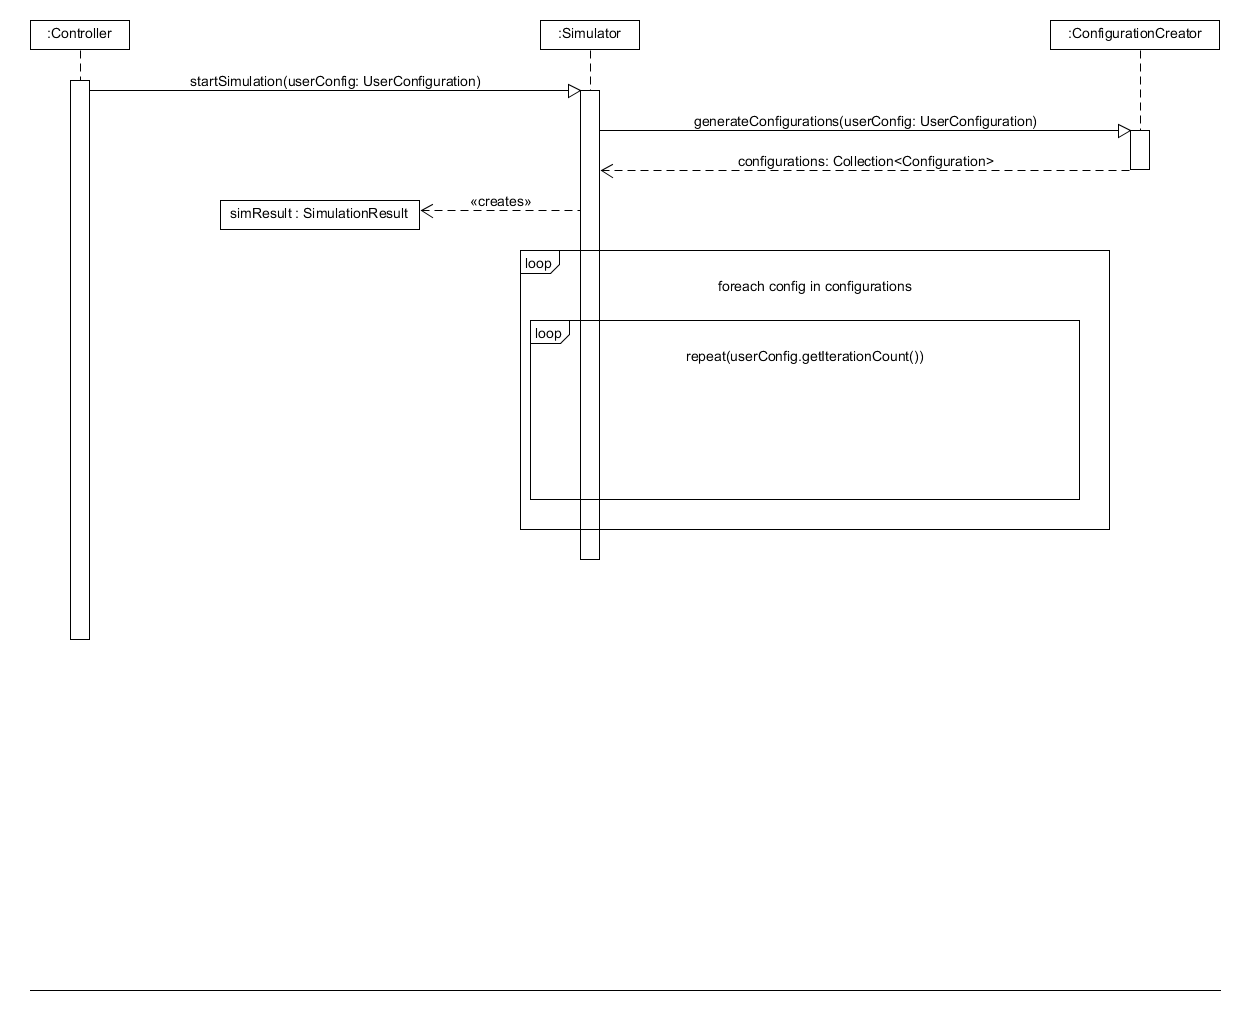 :Controller
:Simulator
:ConfigurationCreator
startSimulation(userConfig: UserConfiguration)
generateConfigurations(userConfig: UserConfiguration)
configurations: Collection<Configuration>
«creates»
simResult : SimulationResult
loop
foreach config in configurations
loop
repeat(userConfig.getIterationCount())